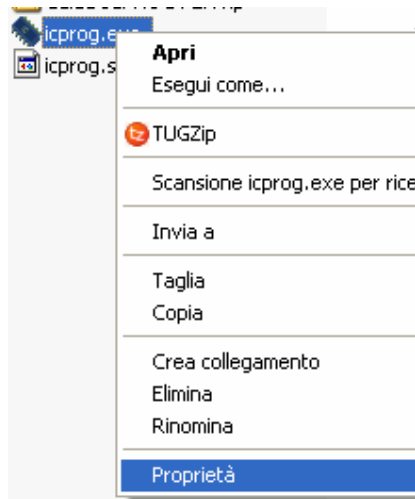 icprog.exe
icprog.s
Apri
Esegui come...
TUGZip
Scansione icprog.exe per rice
Invia a
Taglia
Copia
Crea collegamento
Elimina
Rinomina
Proprietà